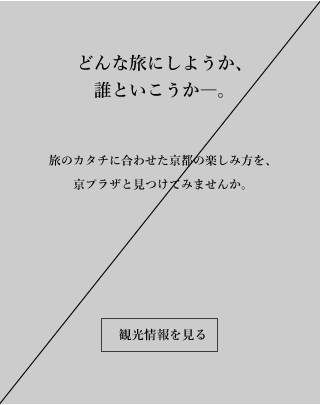 どんな旅にしようか、
誰といこうか―。
旅のカタチに合わせた京都の楽しみ方を、
京プラザと見つけてみませんか。
観光情報を見る